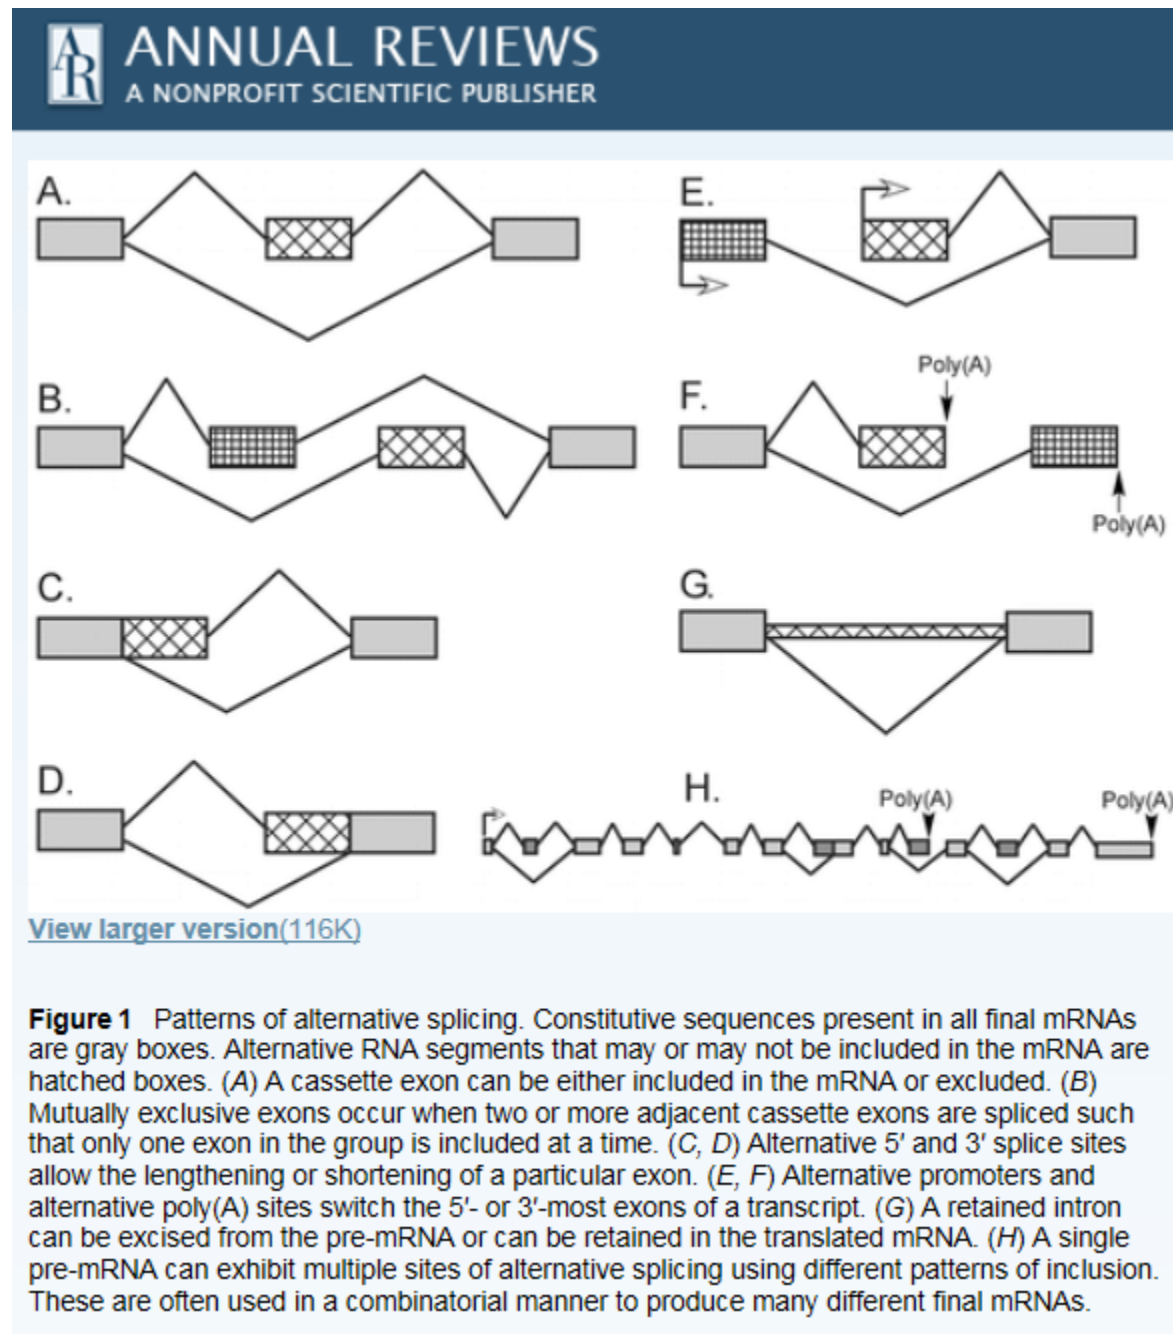 ANNUAL REVIEWS
A NONPROFIT SCIENTIFIC PUBLISHER
A.
E.
B.
F.
Poly(A)
Poly(A)
C.
G.
D.
H.
Poly(A)
Poly(A)
View larger version(116K)
Figure 1 Patterns of alternative splicing. Constitutive sequences present in all final mRNAs
are gray boxes. Alternative RNA segments that may or may not be included in the mRNA are
hatched boxes. (A) A cassette exon can be either included in the mRNA or excluded. (B)
Mutually exclusive exons occur when two or more adjacent cassette exons are spliced such
that only one exon in the group is included at a time. (C, D) Alternative 5′ and 3′ splice sites
allow the lengthening or shortening of a particular exon. (E, F) Alternative promoters and
alternative poly(A) sites switch the 5′- or 3′-most exons of a transcript. (G) A retained intron
can be excised from the pre-mRNA or can be retained in the translated mRNA. (H) A single
pre-mRNA can exhibit multiple sites of alternative splicing using different patterns of inclusion.
These are often used in a combinatorial manner to produce many different final mRNAs.